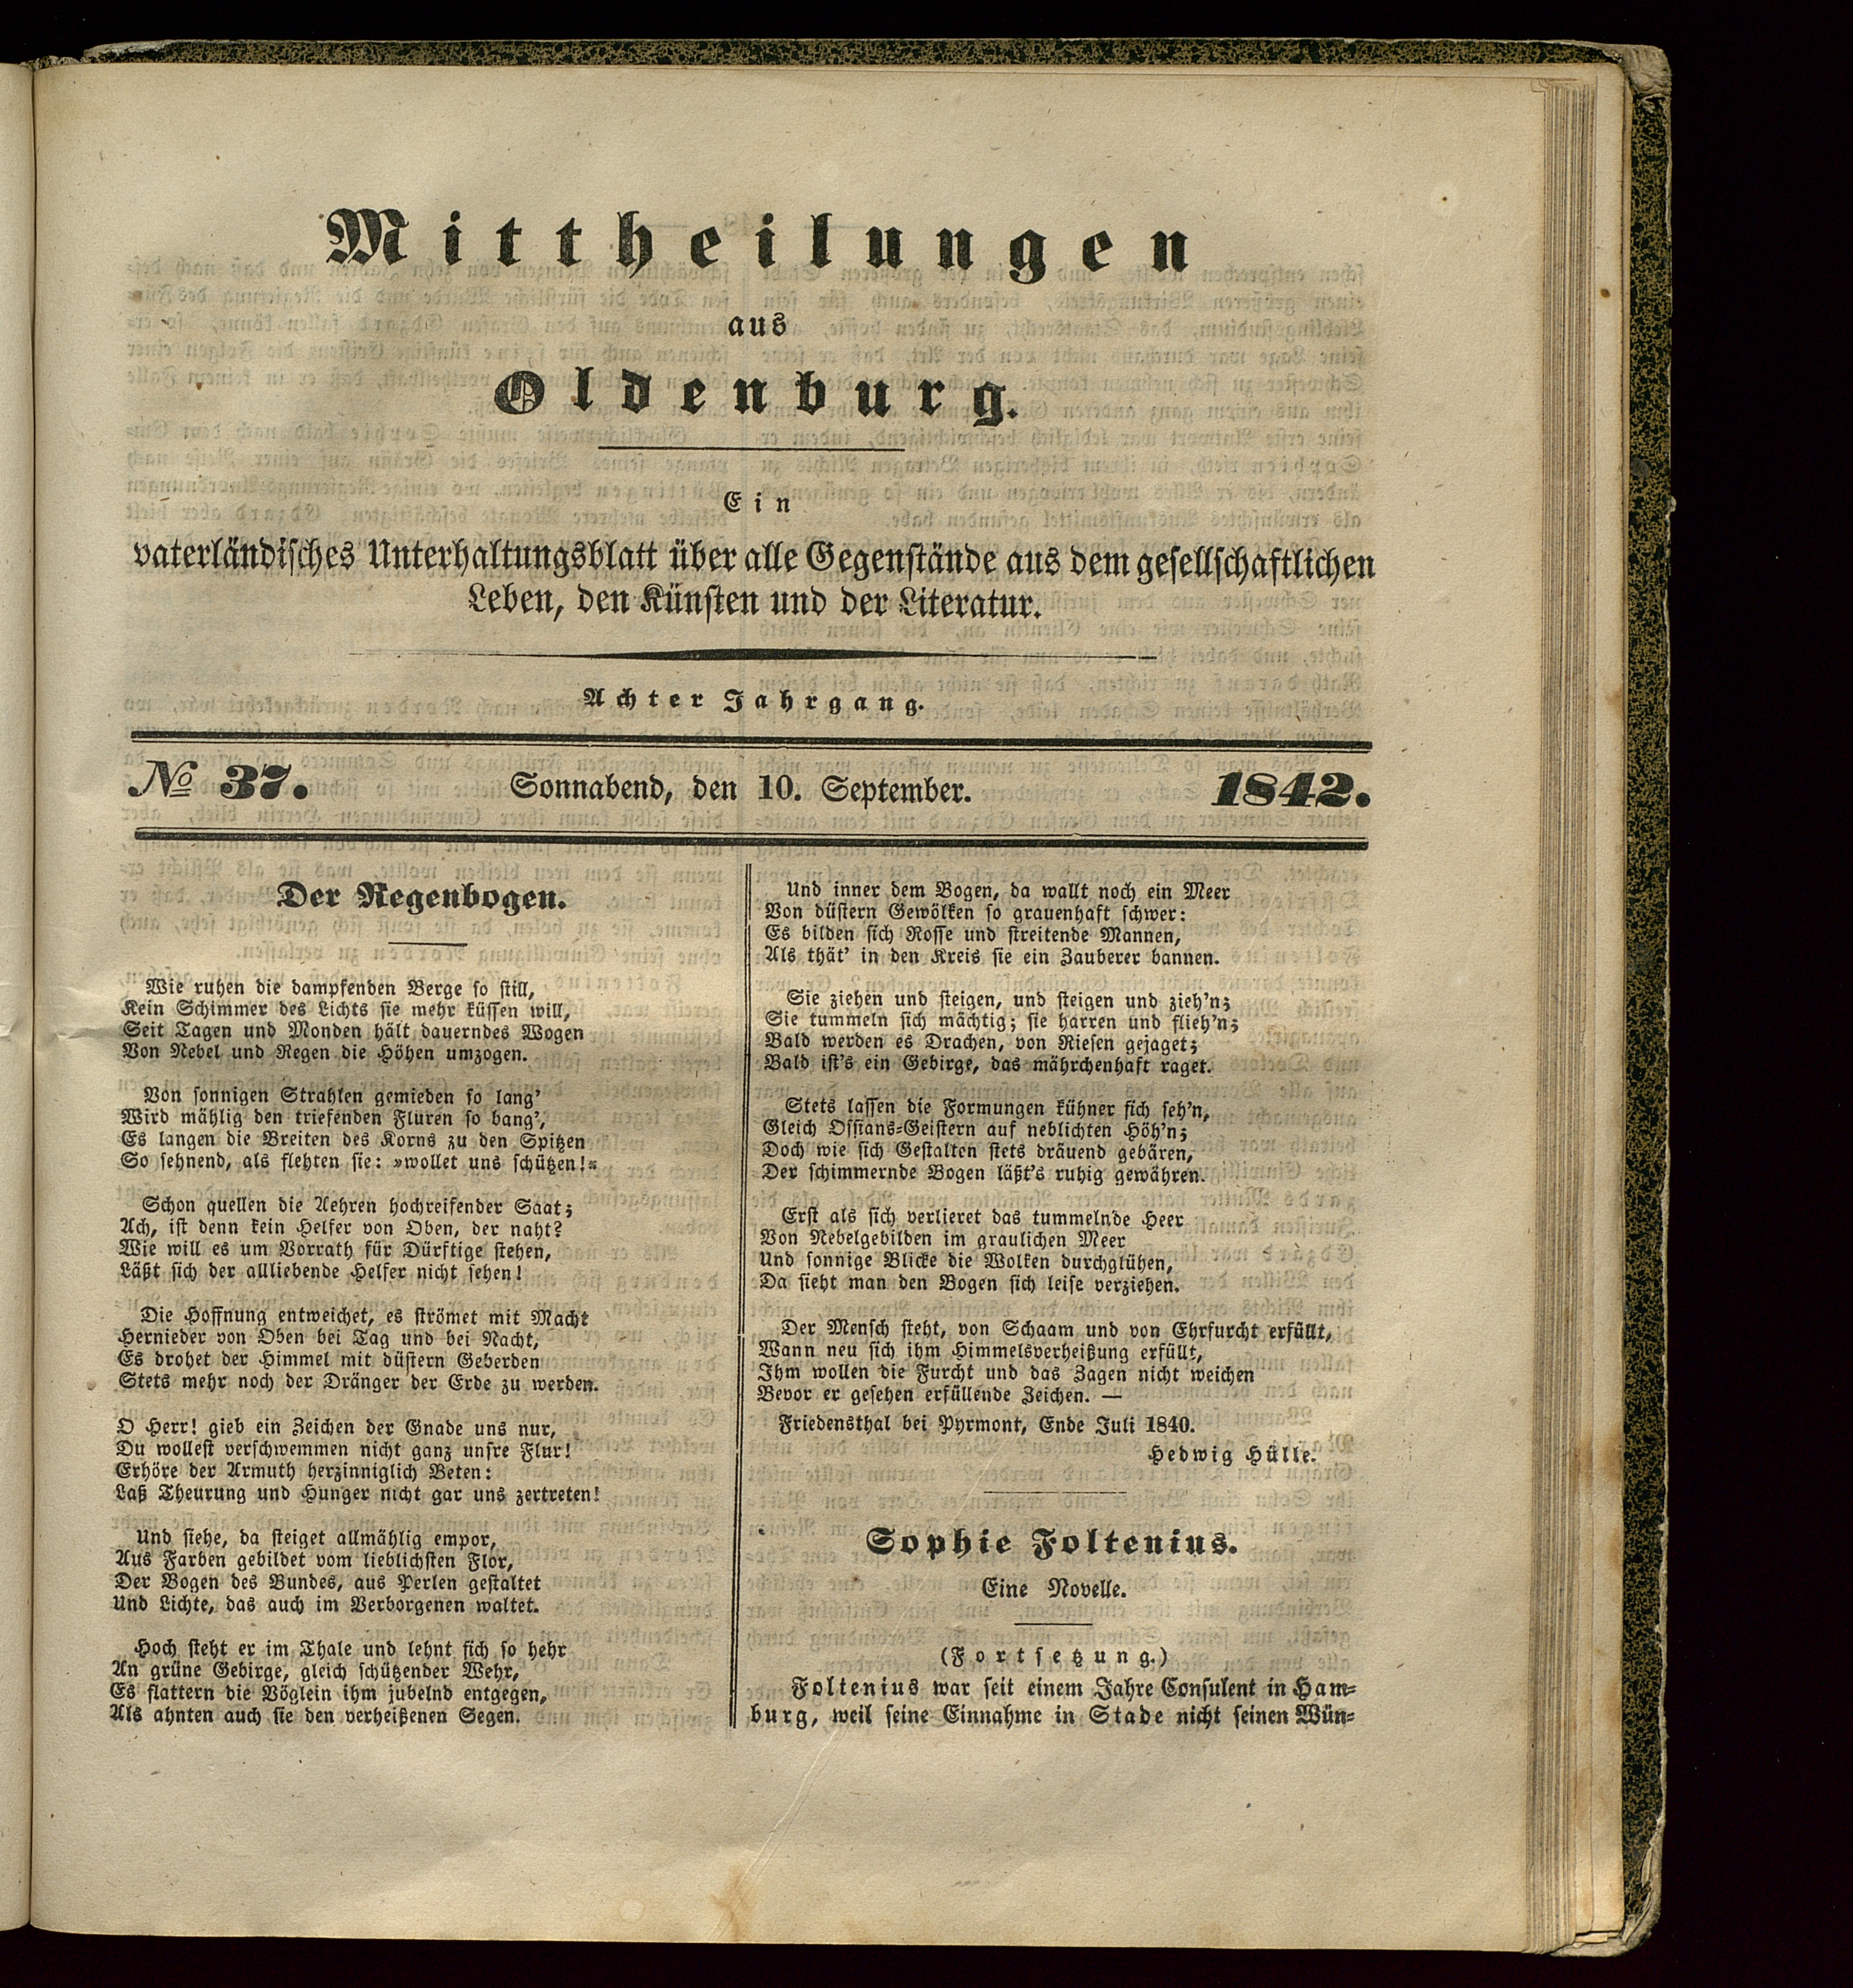 Mittheilungen
aus
Oldenburg.
Ein
vaterländisches Unterhaltungsblatt über alle Gegenstände aus dem gesellschaftlichen
Leben, den Künsten und der Literatur.
Achter Jahrgang.
No 37. Sonnabend, den 10. September. 1842.
Der Regenbogen.
Wie ruhen die dampfenden Berge so still,
Kein Schimmer des Lichts sie mehr küssen will,
Seit Tagen und Monden hält dauerndes Wogen
Von Nebel und Regen die Höhen umzogen.
Von sonnigen Strahlen gemieden so lang'
Wird mählig den triefenden Fluren so bang',
Es langen die Breiten des Korns zu den Spitzen
So sehnend, als flehten sie: »wollet uns schützen!«
Schon quellen die Aehren hochreifender Saat;
Ach, ist denn kein Helfer von Oben, der naht?
Wie will es um Vorrath für Dürftige stehen,
Läßt sich der allliebende Helfer nicht sehen!
Die Hoffnung entweichet, es strömet mit Macht
Hernieder von Oben bei Tag und bei Nacht,
Es drohet der Himmel mit düstern Geberden
Stets mehr noch der Dränger der Erde zu werden.
O Herr! gieb ein Zeichen der Gnade uns nur,
Du wollest verschwemmen nicht ganz unsre Flur!
Erhöre der Armuth herzinniglich Beten:
Laß Theurung und Hunger nicht gar uns zertreten!
Und siehe, da steiget allmählig empor,
Aus Farben gebildet vom lieblichsten Flor,
Der Bogen des Bundes, aus Perlen gestaltet
Und Lichte, das auch im Verborgenen waltet.
Hoch steht er im Thale und lehnt sich so hehr
An grüne Gebirge, gleich schützender Wehr,
Es flattern die Vöglein ihm jubelnd entgegen,
Als ahnten auch sie den verheißenen Segen.
Und inner dem Bogen, da wallt noch ein Meer
Von düstern Gewölken so grauenhaft schwer:
Es bilden sich Rosse und streitende Mannen,
Als thät' in den Kreis sie ein Zauberer bannen.
Sie ziehen und steigen, und steigen und zieh'n;
Sie tummeln sich mächtig; sie harren und flieh'n;
Bald werden es Drachen, von Riesen gejaget;
Bald ist's ein Gebirge, das mährchenhaft raget.
Stets lassen die Formungen kühner sich seh'n,
Gleich Ossians-Geistern auf neblichten Höh'n;
Doch wie sich Gestalten stets dräuend gebären,
Der schimmernde Bogen läßt's ruhig gewähren.
Erst als sich verlieret das tummelnde Heer
Von Nebelgebilden im graulichen Meer
Und sonnige Blicke die Wolken durchglühen,
Da sieht man den Bogen sich leise verziehen.
Der Mensch steht, von Schaam und von Ehrfurcht erfüllt,
Wann neu sich ihm Himmelsverheißung erfüllt,
Ihm wollen die Furcht und das Zagen nicht weichen
Bevor er gesehen erfüllende Zeichen. —
Friedensthal bei Pyrmont, Ende Juli 1840.
Hedwig Hülle.
Sophie Foltenius.
Eine Novelle.
(Fortsetzung.)
Foltenius war seit einem Jahre Consulent in Ham-
burg, weil seine Einnahme in Stade nicht seinen Wün-